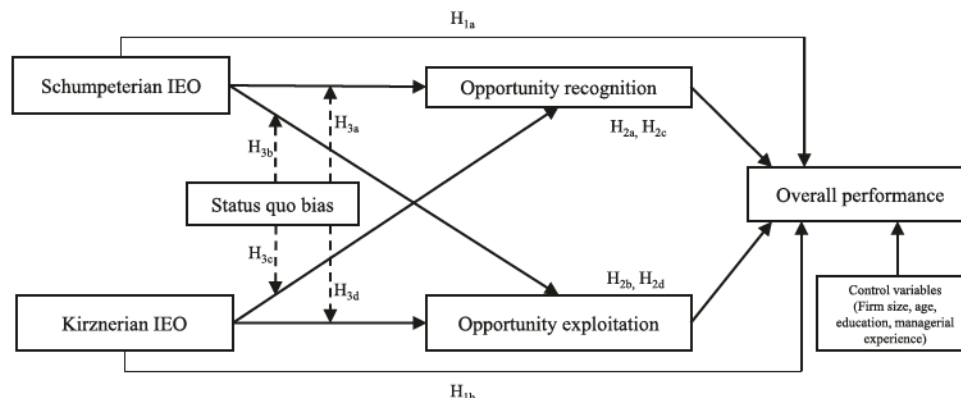 H1a
Schumpeterian IEO
Opportunity recognition
H3a
H3b
H2a, H2c
Status quo bias
Overall performance
H3c
H3d
H2b, H2d
Kirznerian IEO
Opportunity exploitation
Control variables
(Firm size, age,
education, managerial
experience)
H1b